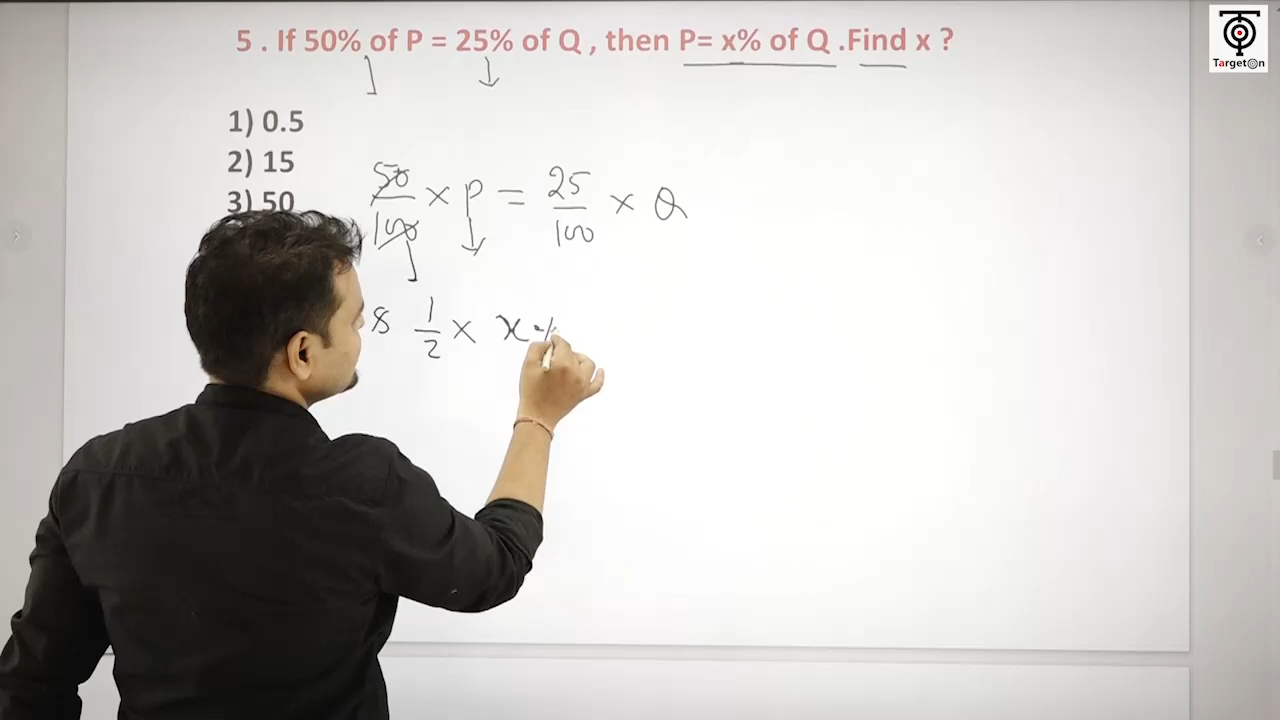 5 . If 50% of P = 25% of Q , then P= x% of Q .Find x ?
TargetOn
1) 0.5
2) 15
3) 50
50/100 × P = 25/100 × Q
1/2 × x %